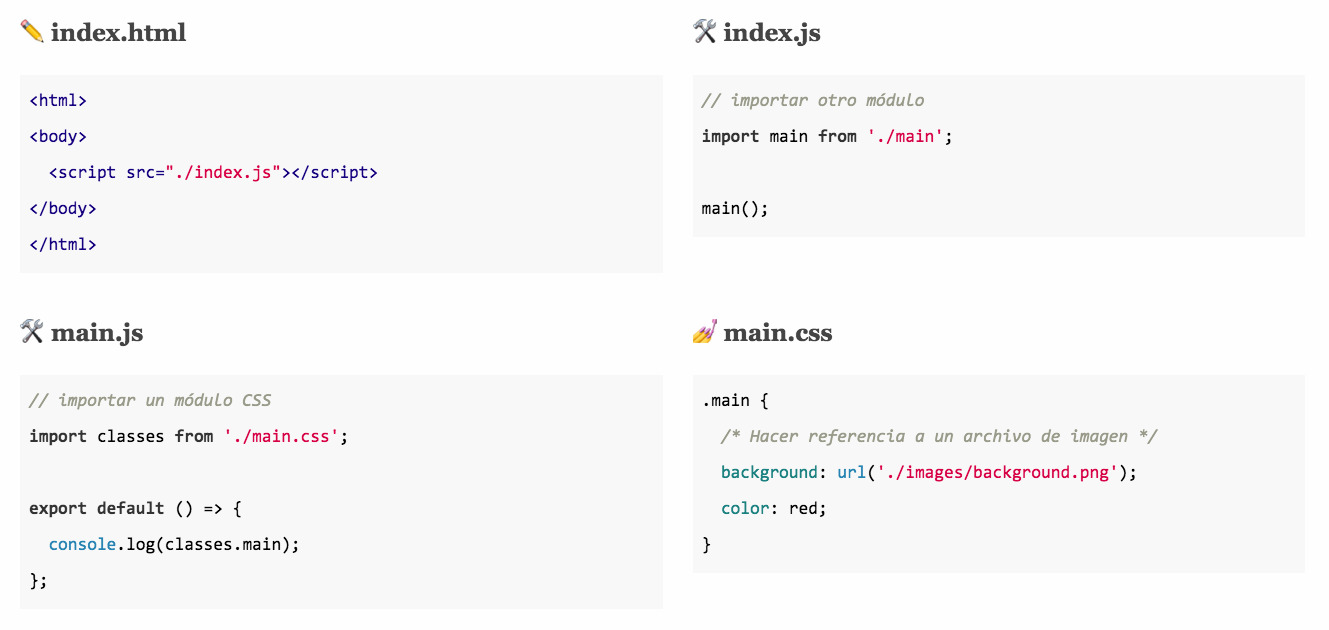 ✏️ index.html
<html>
<body>
  <script src="./index.js"></script>
</body>
</html>
🛠 index.js
// importar otro módulo
import main from './main';

main();
🛠 main.js
// importar un módulo CSS
import classes from './main.css';

export default () => {
  console.log(classes.main);
};
💅 main.css
.main {
  /* Hacer referencia a un archivo de imagen */
  background: url('./images/background.png');
  color: red;
}